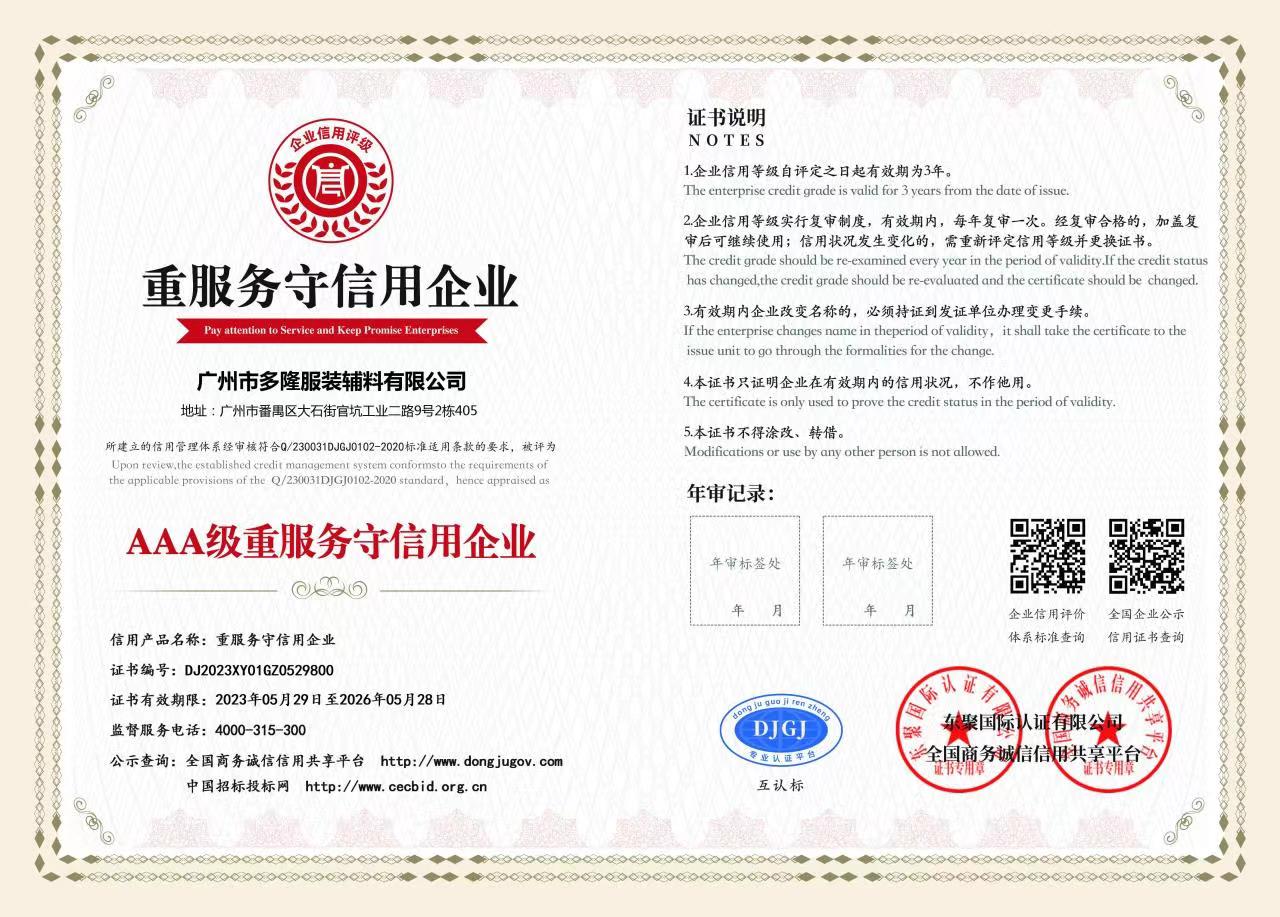 企业信用评级
重服务守信用企业
Pay attention to Service and Keep Promise Enterprises
广州市多隆服装辅料有限公司
地址：广州市番禺区大石街官坑工业二路9号2栋405
所建立的信用管理体系经审核符合Q/230031DJGJ0102-2020标准适用条款的要求，被评为
Upon review,the established credit management system conformsto the requirements of
the applicable provisions of the Q/230031DJGJ0102-2020 standard，hence appraised as
AAA级重服务守信用企业
信用产品名称：重服务守信用企业
证书编号：DJ2023XY01GZ0529800
证书有效期限：2023年05月29日至2026年05月28日
监督服务电话：4000-315-300
公示查询：全国商务诚信信用共享平台 http://www.dongjugov.com
中国招标投标网 http://www.cecbid.org.cn
证书说明
NOTES
1.企业信用等级自评定之日起有效期为3年。
The enterprise credit grade is valid for 3 years from the date of issue.
2.企业信用等级实行复审制度，有效期内，每年复审一次。经复审合格的，加盖复
审后可继续使用；信用状况发生变化的，需重新评定信用等级并更换证书。
The credit grade should be re-examined every year in the period of validity.If the credit status
has changed,the credit grade should be re-evaluated and the certificate should be changed.
3.有效期内企业改变名称的，必须持证到发证单位办理变更手续。
If the enterprise changes name in theperiod of validity，it shall take the certificate to the
issue unit to go through the formalities for the change.
4.本证书只证明企业在有效期内的信用状况，不作他用。
The certificate is only used to prove the credit status in the period of validity.
5.本证书不得涂改、转借。
Modifications or use by any other person is not allowed.
年审记录：
年审标签处
年 月
年审标签处
年 月
企业信用评价
体系标准查询
全国企业公示
信用证书查询
dong ju guo ji ren zheng
DJGJ
专业认证平台
互认标
东聚国际认证有限公司
证书专用章
全国商务诚信信用共享平台
证书专用章
东聚国际认证有限公司
全国商务诚信信用共享平台